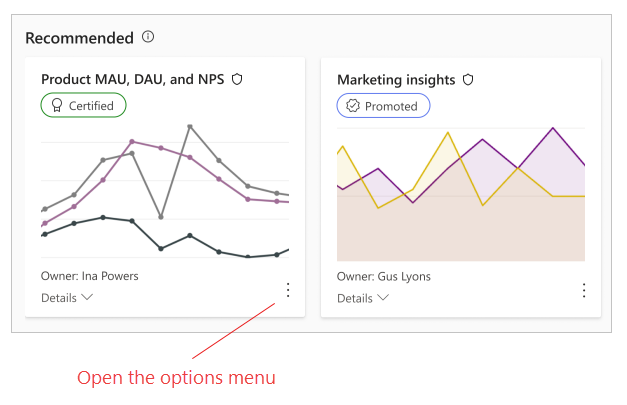 Recommended
Product MAU, DAU, and NPS
Certified
Owner: Ina Powers
Details
Marketing insights
Promoted
Owner: Gus Lyons
Details
Open the options menu